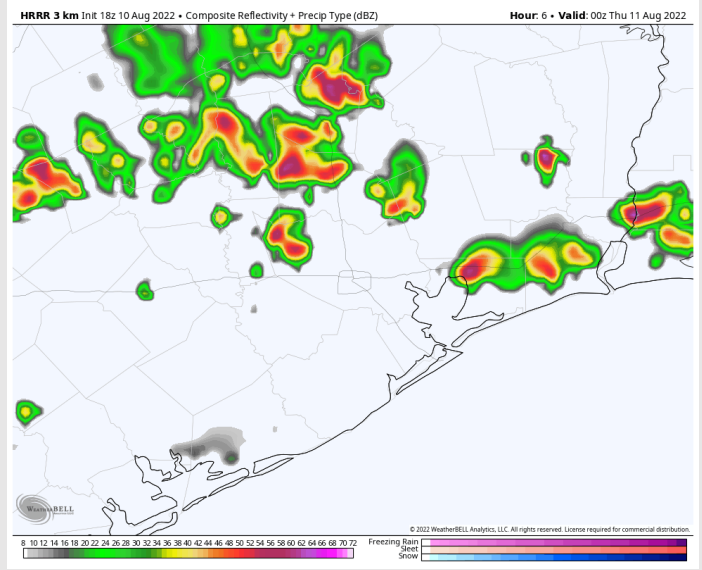 HRRR 3 km Init 18z 10 Aug 2022 • Composite Reflectivity + Precip Type (dBZ)
Hour: 6 • Valid: 00z Thu 11 Aug 2022
WEATHERBELL
© 2022 WeatherBELL Analytics, LLC. All rights reserved. License required for commercial distribution.
8 10 12 14 16 18 20 22 24 26 28 30 32 34 36 38 40 42 44 46 48 50 52 54 56 58 60 62 64 66 68 70 72
Freezing Rain
Sleet
Snow